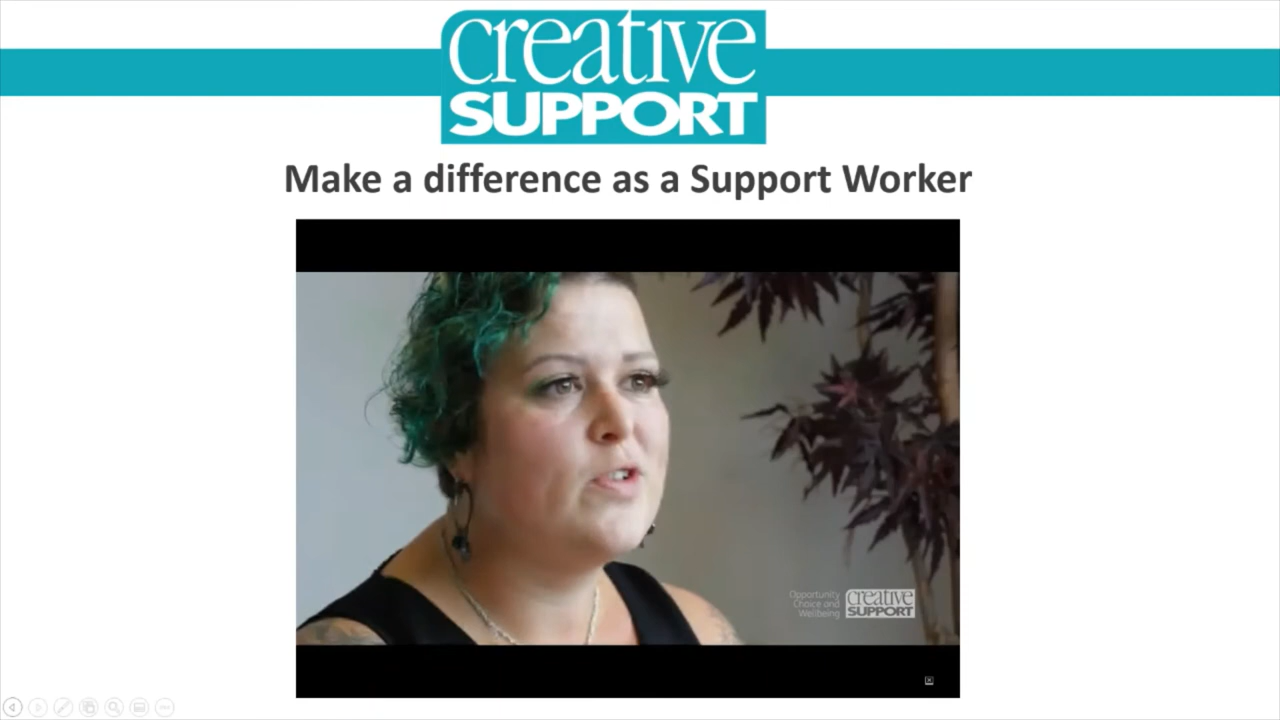 creative
SUPPORT
Make a difference as a Support Worker
Opportunity
Choice and
Wellbeing
creative
SUPPORT